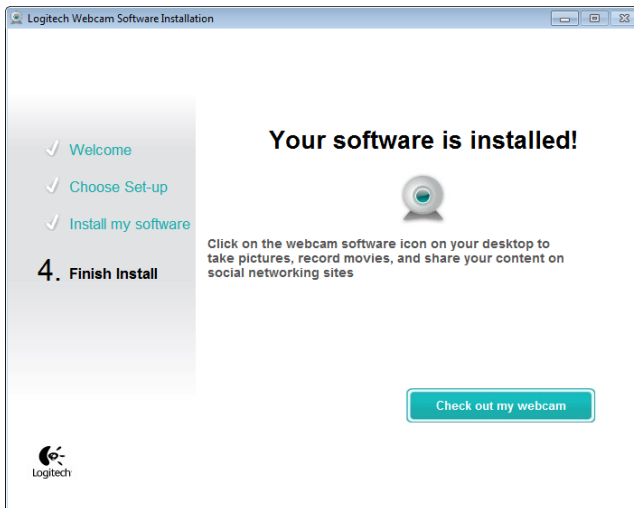 Logitech Webcam Software Installation
Welcome
Choose Set-up
Install my software
4. Finish Install
Your software is installed!
Click on the webcam software icon on your desktop to
take pictures, record movies, and share your content on
social networking sites
Check out my webcam
Logitech